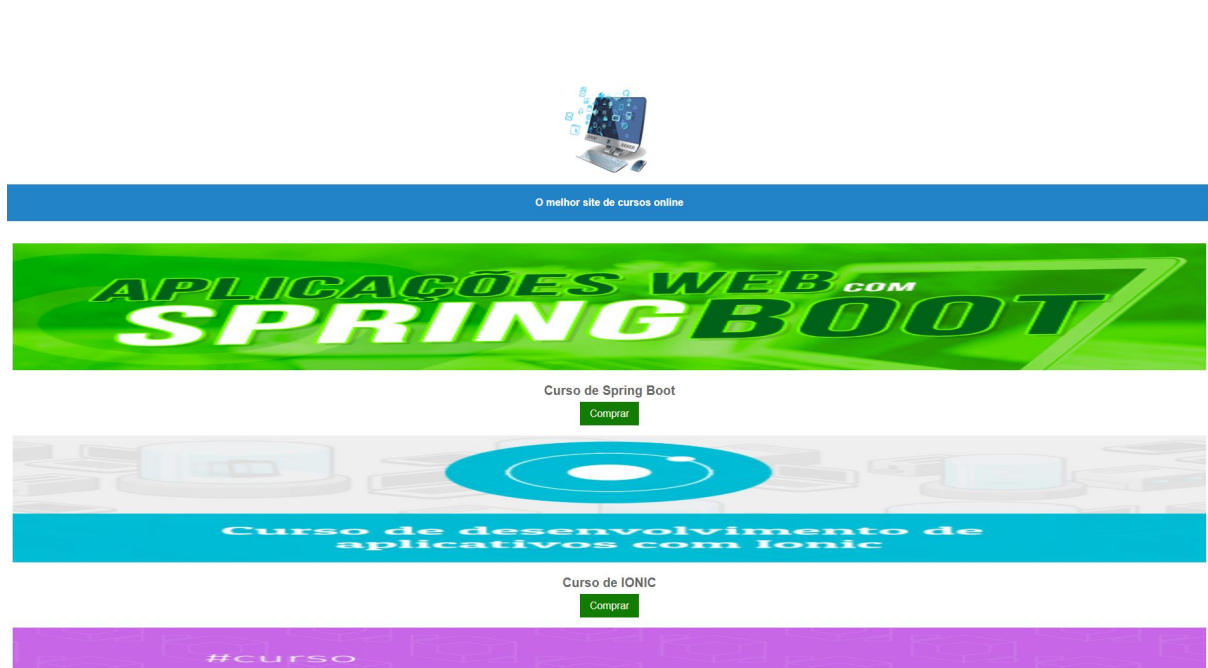 O melhor site de cursos online
APLICAÇÕES WEB COM
SPRINGBOOT
Curso de Spring Boot
Comprar
Curso de desenvolvimento de
aplicativos com Ionic
Curso de IONIC
Comprar
#curso